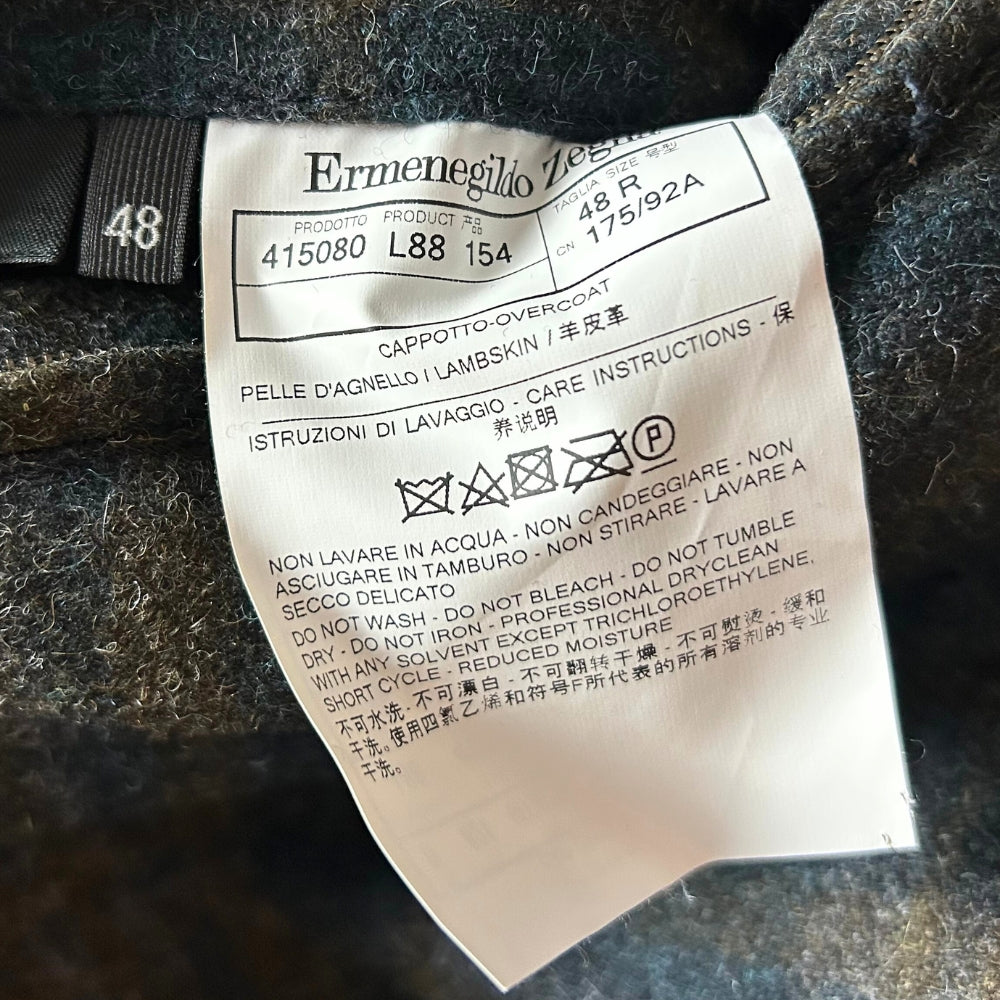 48
Ermenegildo Zegna
PRODOTTO PRODUCT 产品
415080 L88 154
TAGLIA SIZE 号型
48 R
CN 175/92A
CAPPOTTO-OVERCOAT
PELLE D'AGNELLO / LAMBSKIN / 羊皮革
ISTRUZIONI DI LAVAGGIO - CARE INSTRUCTIONS - 保
养说明
P
NON LAVARE IN ACQUA - NON CANDEGGIARE - NON
ASCIUGARE IN TAMBURO - NON STIRARE - LAVARE A
SECCO DELICATO
DO NOT WASH - DO NOT BLEACH - DO NOT TUMBLE
DRY - DO NOT IRON - PROFESSIONAL DRYCLEAN
WITH ANY SOLVENT EXCEPT TRICHLOROETHYLENE,
SHORT CYCLE - REDUCED MOISTURE
不可水洗 - 不可漂白 - 不可翻转干燥 - 不可熨烫 - 缓和
干洗。使用四氯乙烯和符号F所代表的所有溶剂的专业
干洗。